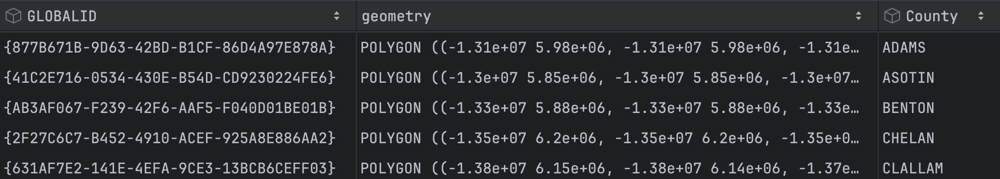 GLOBALID geometry County
{877B671B-9D63-42BD-B1CF-86D4A97E878A} POLYGON ((-1.31e+07 5.98e+06, -1.31e+07 5.98e+06, -1.31e… ADAMS
{41C2E716-0534-430E-B54D-CD9230224FE6} POLYGON ((-1.3e+07 5.85e+06, -1.3e+07 5.85e+06, -1.3e+07… ASOTIN
{AB3AF067-F239-42F6-AAF5-F040D01BE01B} POLYGON ((-1.33e+07 5.88e+06, -1.33e+07 5.88e+06, -1.33e… BENTON
{2F27C6C7-B452-4910-ACEF-925A8E886AA2} POLYGON ((-1.35e+07 6.2e+06, -1.35e+07 6.2e+06, -1.35e+0… CHELAN
{631AF7E2-141E-4EFA-9CE3-13BCB6CEFF03} POLYGON ((-1.38e+07 6.15e+06, -1.38e+07 6.14e+06, -1.37e… CLALLAM